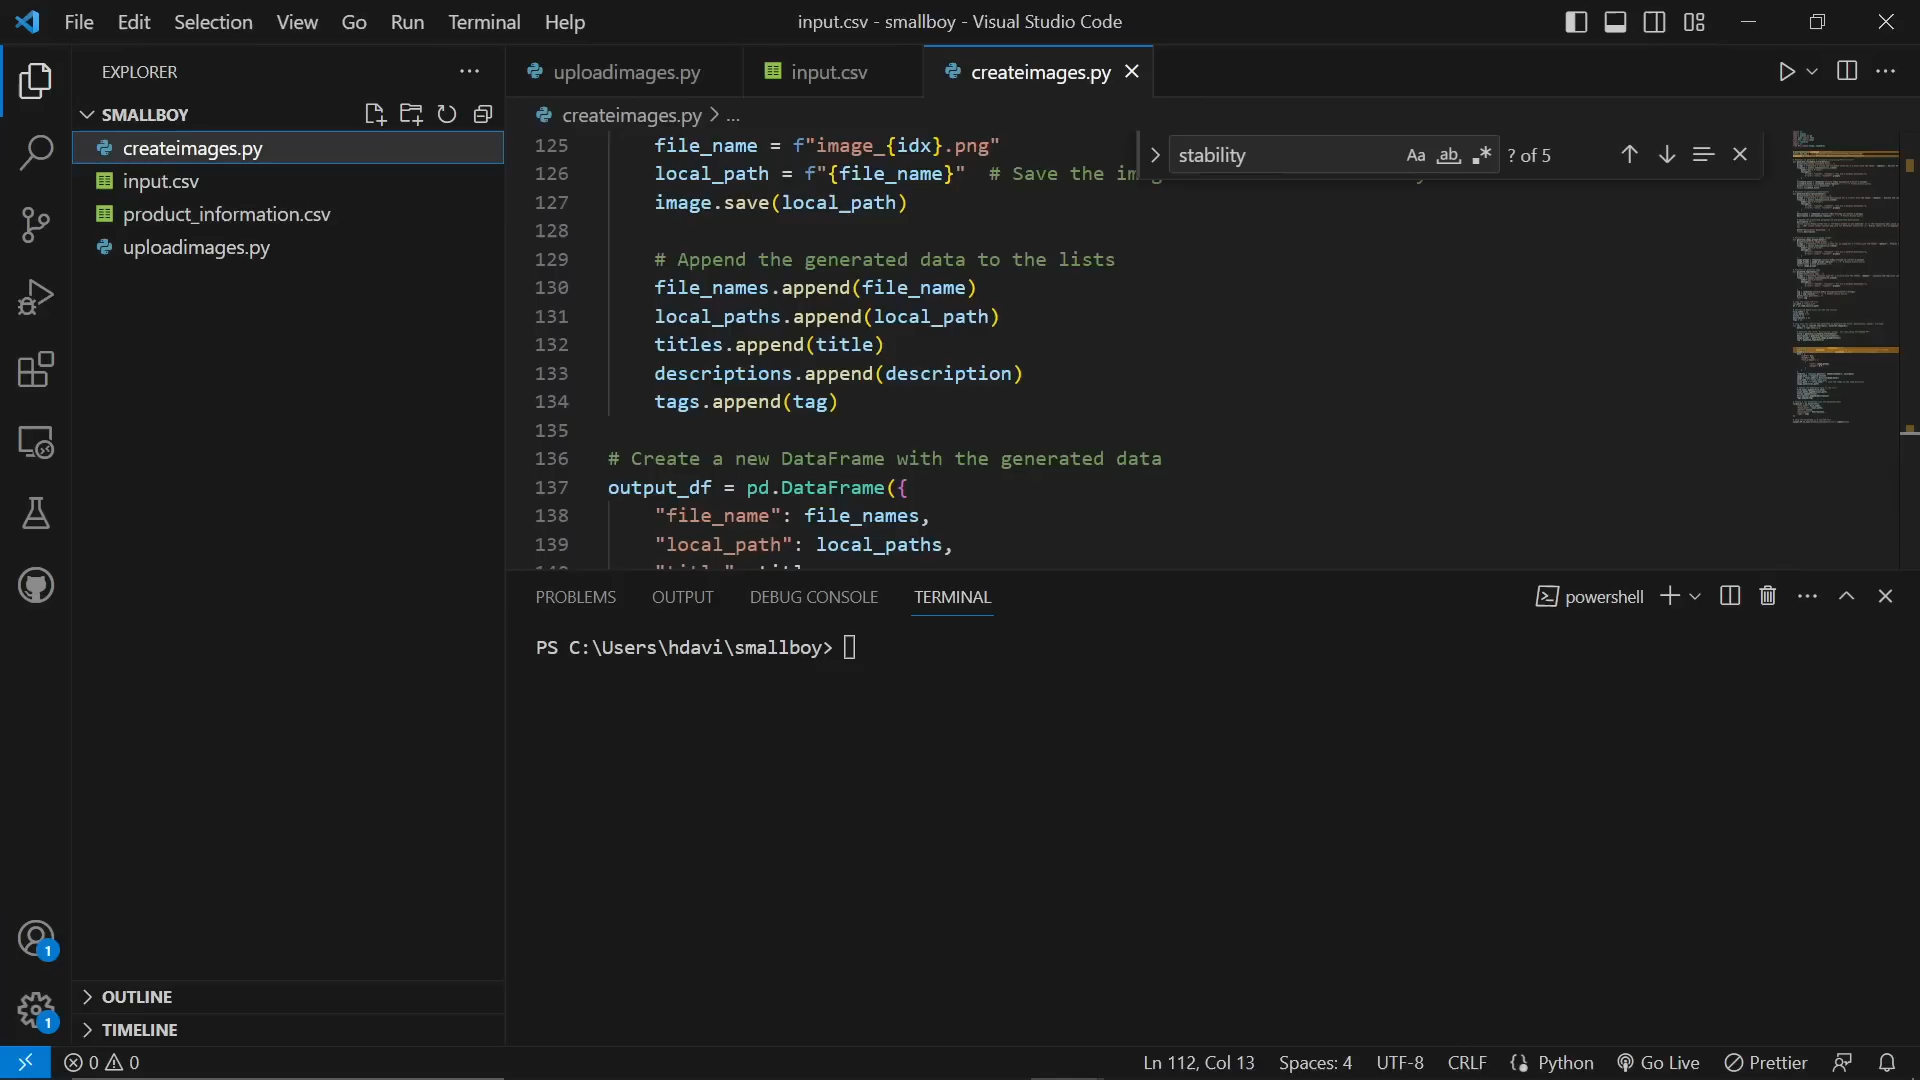 File Edit Selection View Go Run Terminal Help
input.csv - smallboy - Visual Studio Code
EXPLORER
SMALLBOY
createimages.py
input.csv
product_information.csv
uploadimages.py
OUTLINE
TIMELINE
uploadimages.py
input.csv
createimages.py
createimages.py > ...
stability
Aa
ab
? of 5
125 file_name = f"image_{idx}.png"
126 local_path = f"{file_name}" # Save the im
127 image.save(local_path)
128
129 # Append the generated data to the lists
130 file_names.append(file_name)
131 local_paths.append(local_path)
132 titles.append(title)
133 descriptions.append(description)
134 tags.append(tag)
135
136 # Create a new DataFrame with the generated data
137 output_df = pd.DataFrame({
138 "file_name": file_names,
139 "local_path": local_paths,
PROBLEMS OUTPUT DEBUG CONSOLE TERMINAL
powershell
PS C:\Users\hdavi\smallboy>
1
1
0 0
Ln 112, Col 13 Spaces: 4 UTF-8 CRLF {} Python Go Live Prettier